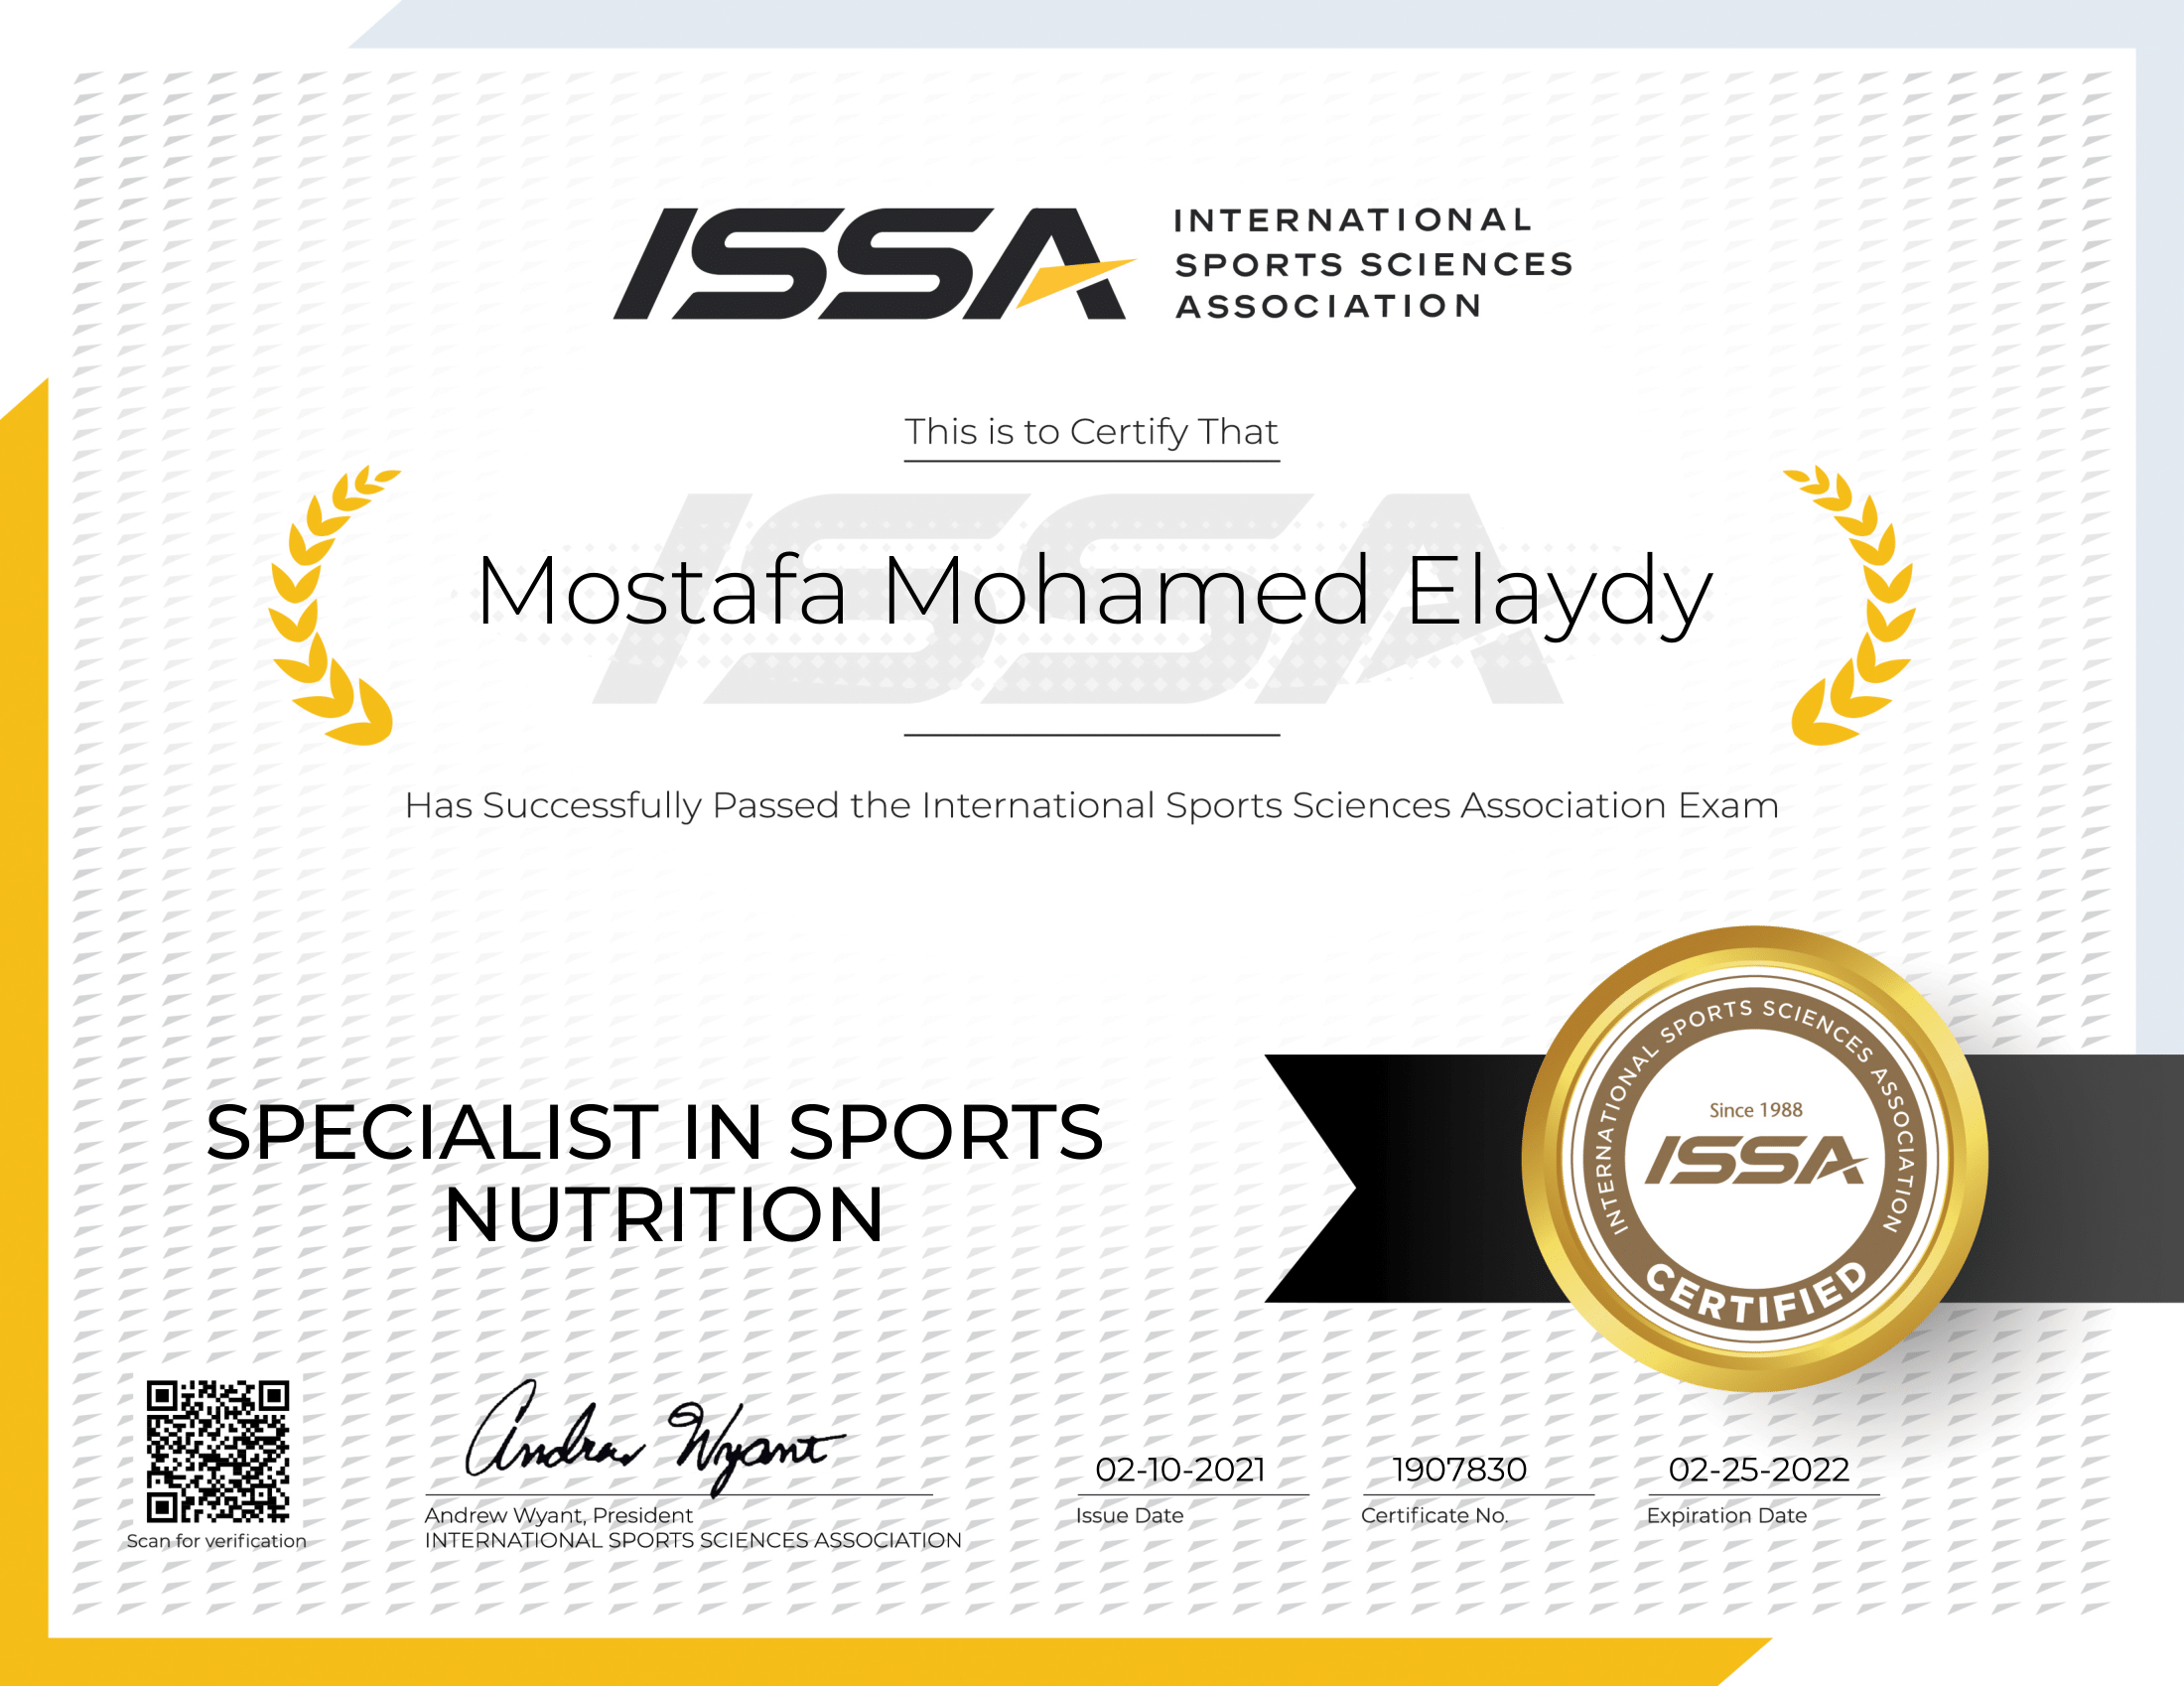 ISSA
INTERNATIONAL
SPORTS SCIENCES
ASSOCIATION
This is to Certify That
ISSA
Mostafa Mohamed Elaydy
Has Successfully Passed the International Sports Sciences Association Exam
SPECIALIST IN SPORTS
NUTRITION
INTERNATIONAL SPORTS SCIENCES ASSOCIATION
Since 1988
ISSA
CERTIFIED
Andrew Wyant
02-10-2021
1907830
02-25-2022
Andrew Wyant, President
Issue Date
Certificate No.
Expiration Date
Scan for verification
INTERNATIONAL SPORTS SCIENCES ASSOCIATION